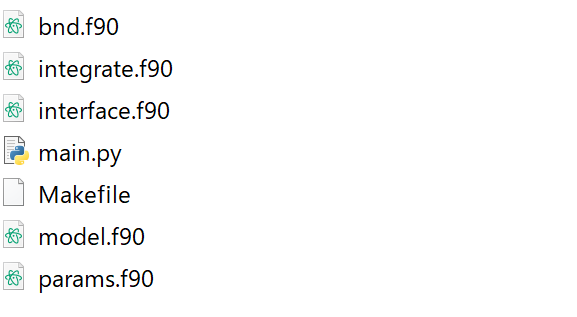 bnd.f90
integrate.f90
interface.f90
main.py
Makefile
model.f90
params.f90